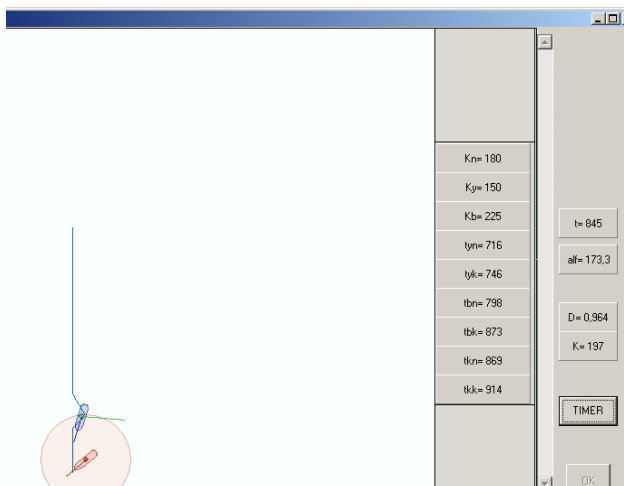 Kn= 180
Ky= 150
Kb= 225
tyn= 716
tyk= 746
tbn= 798
tbk= 873
tkn= 869
tkk= 914
t= 845
alf= 173,3
D= 0,964
K= 197
TIMER
OK